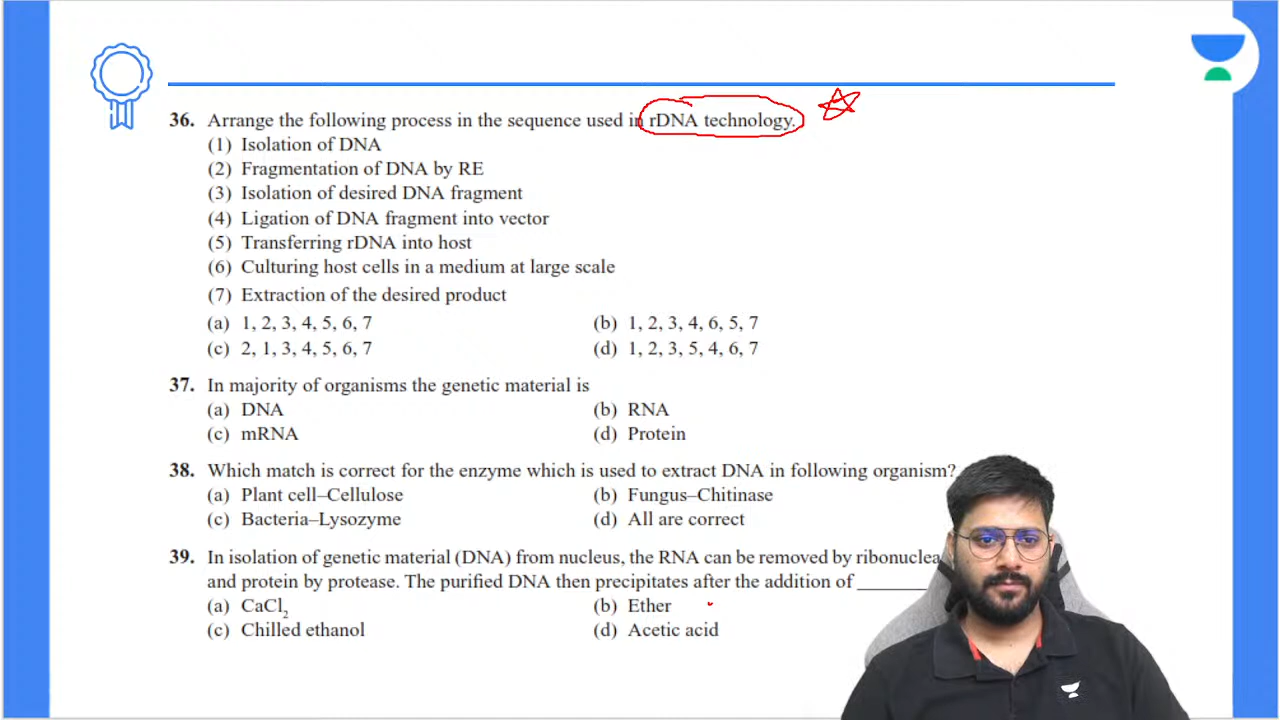 36. Arrange the following process in the sequence used in rDNA technology.
(1) Isolation of DNA
(2) Fragmentation of DNA by RE
(3) Isolation of desired DNA fragment
(4) Ligation of DNA fragment into vector
(5) Transferring rDNA into host
(6) Culturing host cells in a medium at large scale
(7) Extraction of the desired product
(a) 1, 2, 3, 4, 5, 6, 7 (b) 1, 2, 3, 4, 6, 5, 7
(c) 2, 1, 3, 4, 5, 6, 7 (d) 1, 2, 3, 5, 4, 6, 7
37. In majority of organisms the genetic material is
(a) DNA (b) RNA
(c) mRNA (d) Protein
38. Which match is correct for the enzyme which is used to extract DNA in following organism?
(a) Plant cell–Cellulose (b) Fungus–Chitinase
(c) Bacteria–Lysozyme (d) All are correct
39. In isolation of genetic material (DNA) from nucleus, the RNA can be removed by ribonuclea
and protein by protease. The purified DNA then precipitates after the addition of ________
(a) CaCl₂ (b) Ether
(c) Chilled ethanol (d) Acetic acid